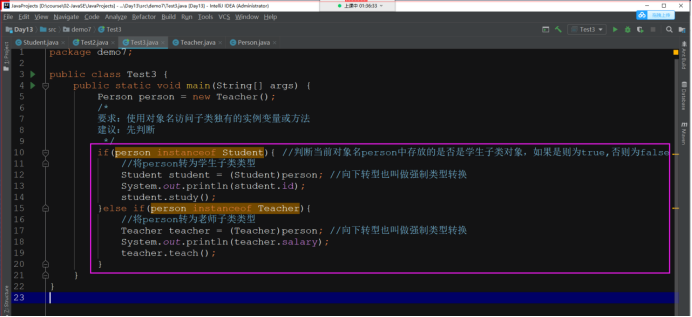 JavaProjects [D:\course\02-JavaSE\JavaProjects] - ...\Day13\src\demo7\Test3.java [Day13] - IntelliJ IDEA (Administrator)
上课中 01:36:33
File Edit View Navigate Code Analyze Refactor Build Run Tools VCS Window Help
Day13 src demo7 Test3
Test3
Student.java Test2.java Test3.java Teacher.java Person.java
1 package demo7;
2
3 public class Test3 {
4 public static void main(String[] args) {
5 Person person = new Teacher();
6 /*
7 要求：使用对象名访问子类独有的实例变量或方法
8 建议：先判断
9 */
10 if(person instanceof Student){ //判断当前对象名person中存放的是否是学生子类对象，如果是则为true,否则为false
11 //将person转为学生子类类型
12 Student student = (Student)person; //向下转型也叫做强制类型转换
13 System.out.println(student.id);
14 student.study();
15 }else if(person instanceof Teacher){
16 //将person转为老师子类类型
17 Teacher teacher = (Teacher)person; //向下转型也叫做强制类型转换
18 System.out.println(teacher.salary);
19 teacher.teach();
20 }
21 }
22 }
23
1: Project
2: Structure
Ant Build
Database
Maven